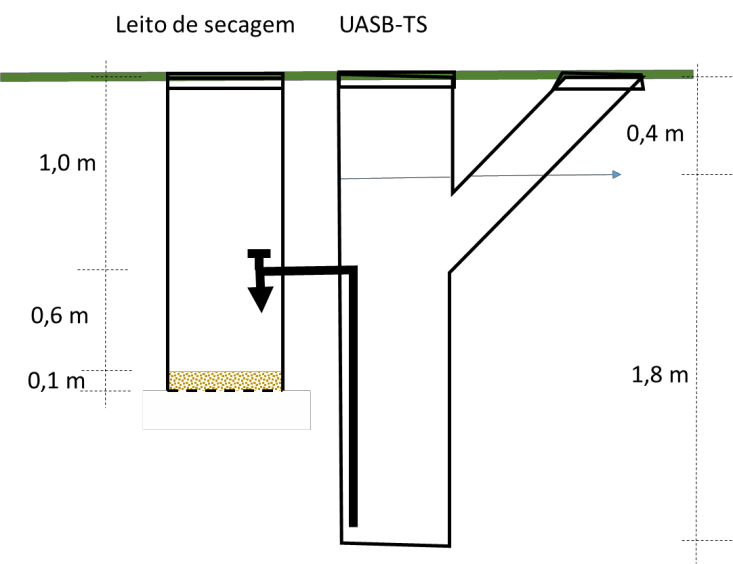 Leito de secagem
UASB-TS
1,0 m
0,4 m
0,6 m
0,1 m
1,8 m